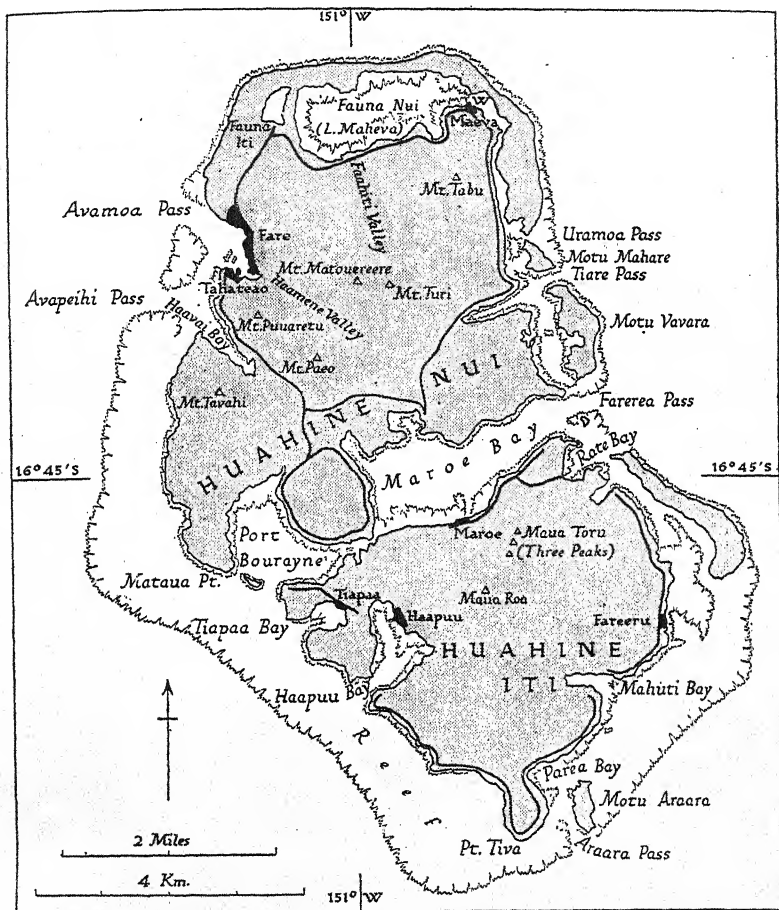 151° W
Fauna Nui
(L. Maheva)
W
Maeva
Fauna
Iti
Faahiti Valley
Mt. Tabu
Avamoa Pass
Fare
Uramoa Pass
Motu Mahare
Tiare Pass
Mt. Matouereere
Mt. Turi
Tahateao
Haamene Valley
Avapeihi Pass
Haavai Bay
Mt. Puuaretu
Motu Vavara
Mt. Paeo
Mt. Tavahi
HUAHINE NUI
Farerea Pass
D
Rate Bay
Maroe Bay
16° 45' S
16° 45' S
Port
Bourayne
Maroe
Maua Toru
(Three Peaks)
Mataua Pt.
Tiapaa
Maua Roa
Tiapaa Bay
Haapuu
Fareeru
HUAHINE
ITI
Haapuu Bay
Mahuti Bay
Reef
Parea Bay
Motu Araara
2 Miles
Pt. Tiva
Araara Pass
4 Km.
151° W